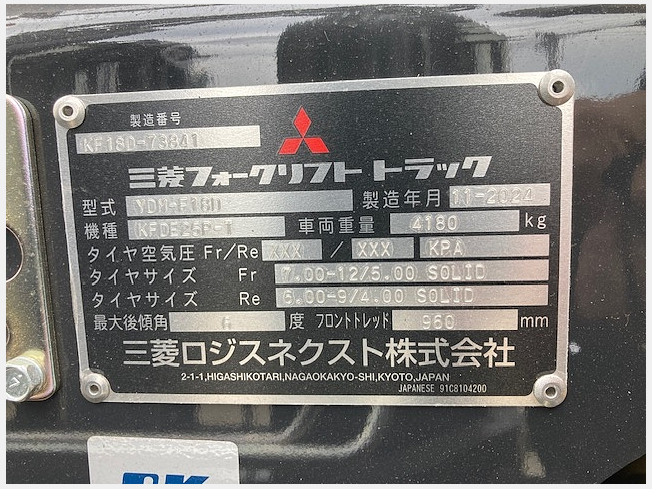 製造番号
KF18D-73341
三菱フォークリフト トラック
型式 YDM-F18D 製造年月 11-2024
機種 KFDE25P-T 車両重量 4180 kg
タイヤ空気圧 Fr/Re XXX / XXX KPA
タイヤサイズ Fr 7.00-12/5.00 SOLID
タイヤサイズ Re 6.00-9/4.00 SOLID
最大後傾角 6 度 フロントトレッド 960 mm
三菱ロジスネクスト株式会社
2-1-1,HIGASHIKOTARI,NAGAOKAKYO-SHI,KYOTO,JAPAN
JAPANESE 91C8104200